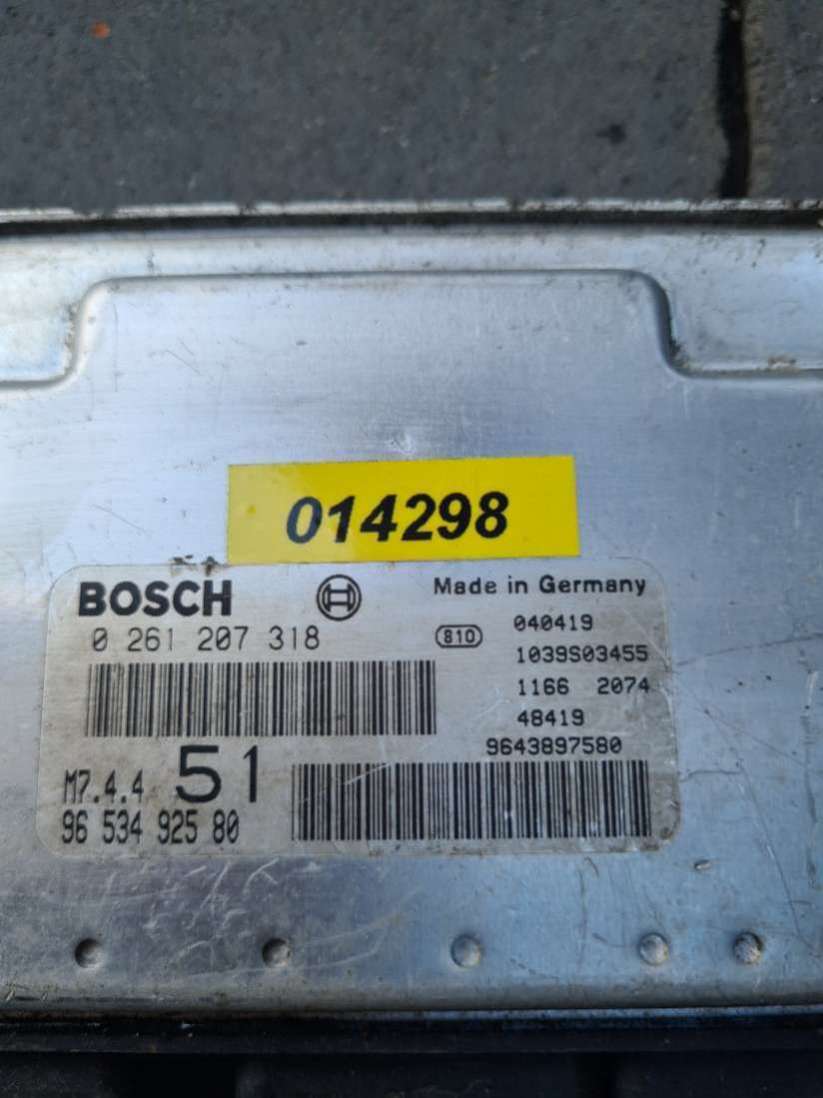 014298
BOSCH
0 261 207 318
Made in Germany
810
040419
1039S03455
1166 2074
48419
9643897580
M7.4.4 51
96 534 925 80